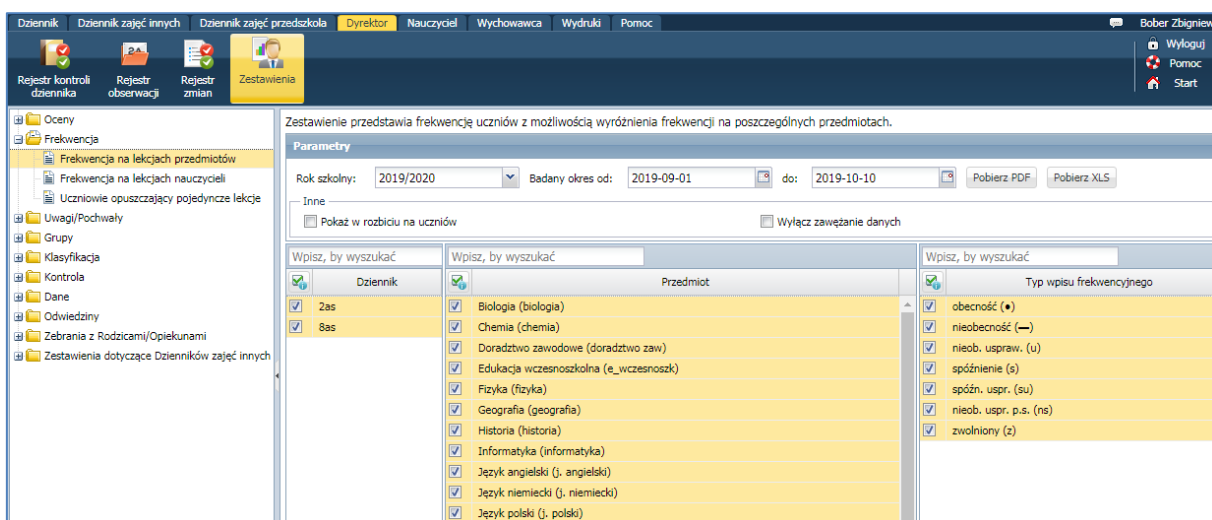 Dziennik Dziennik zajęć innych Dziennik zajęć przedszkola Dyrektor Nauczyciel Wychowawca Wydruki Pomoc Bober Zbigniew
Rejestr kontroli dziennika
Rejestr obserwacji
Rejestr zmian
Zestawienia
Wyloguj
Pomoc
Start
Oceny
Frekwencja
Frekwencja na lekcjach przedmiotów
Frekwencja na lekcjach nauczycieli
Uczniowie opuszczający pojedyncze lekcje
Uwagi/Pochwały
Grupy
Klasyfikacja
Kontrola
Dane
Odwiedziny
Zebrania z Rodzicami/Opiekunami
Zestawienia dotyczące Dzienników zajęć innych
Zestawienie przedstawia frekwencję uczniów z możliwością wyróżnienia frekwencji na poszczególnych przedmiotach.
Parametry
Rok szkolny: 2019/2020 Badany okres od: 2019-09-01 do: 2019-10-10 Pobierz PDF Pobierz XLS
Inne
Pokaż w rozbiciu na uczniów Wyłącz zawężanie danych
Wpisz, by wyszukać
Dziennik
2as
8as
Wpisz, by wyszukać
Przedmiot
Biologia (biologia)
Chemia (chemia)
Doradztwo zawodowe (doradztwo zaw)
Edukacja wczesnoszkolna (e_wczesnoszk)
Fizyka (fizyka)
Geografia (geografia)
Historia (historia)
Informatyka (informatyka)
Język angielski (j. angielski)
Język niemiecki (j. niemiecki)
Język polski (j. polski)
Wpisz, by wyszukać
Typ wpisu frekwencyjnego
obecność (●)
nieobecność (—)
nieob. uspraw. (u)
spóźnienie (s)
spóźn. uspr. (su)
nieob. uspr. p.s. (ns)
zwolniony (z)